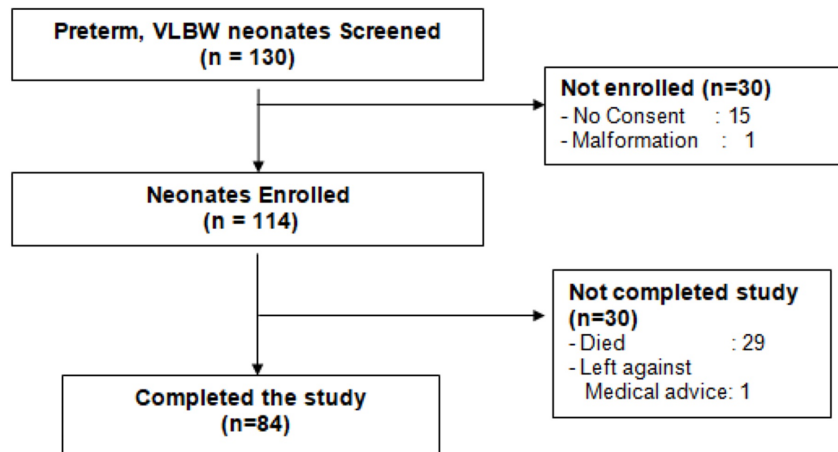 Preterm, VLBW neonates Screened
(n = 130)
Not enrolled (n=30)
- No Consent : 15
- Malformation : 1
Neonates Enrolled
(n = 114)
Not completed study
(n=30)
- Died : 29
- Left against
Medical advice: 1
Completed the study
(n=84)